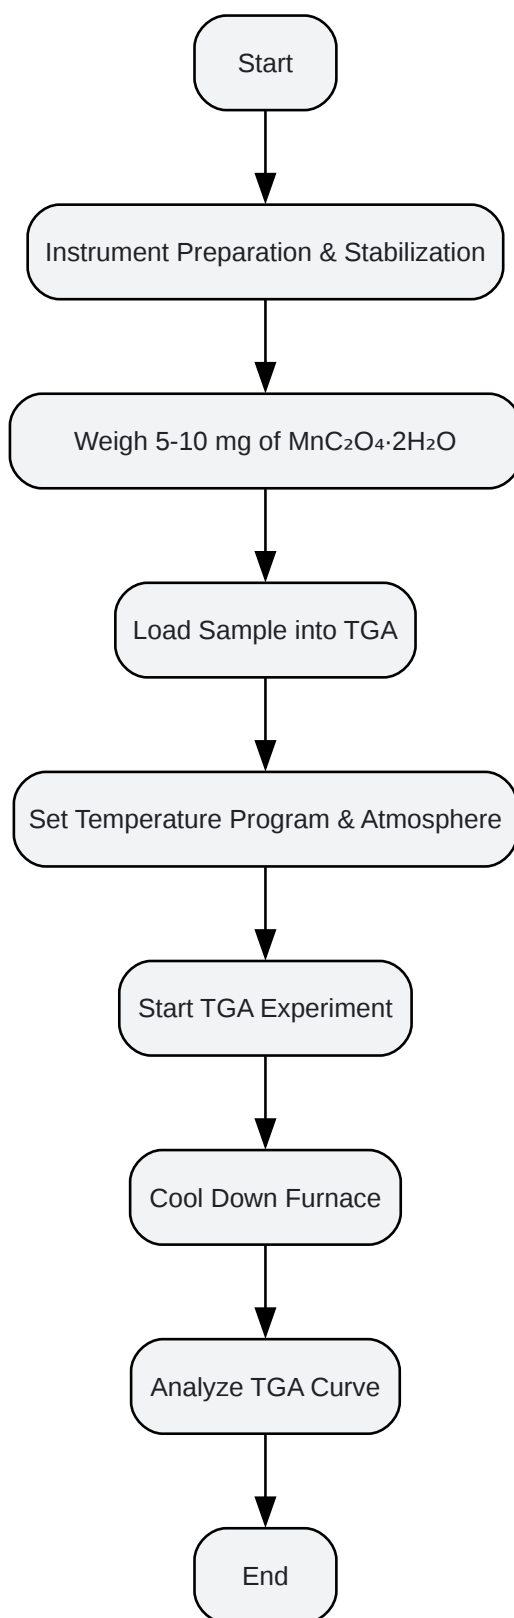 Start
Instrument Preparation & Stabilization
Weigh 5-10 mg of MnC₂O₄·2H₂O
Load Sample into TGA
Set Temperature Program & Atmosphere
Start TGA Experiment
Cool Down Furnace
Analyze TGA Curve
End